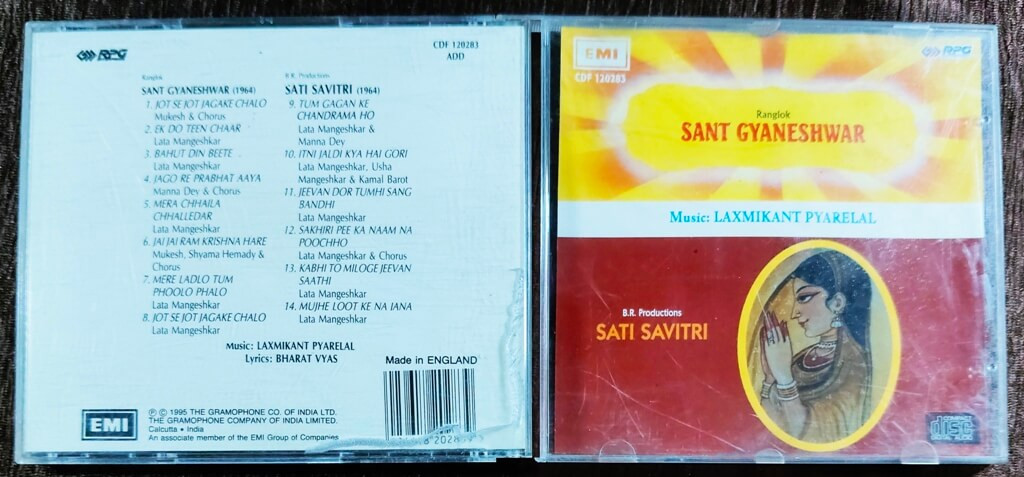 RPG
CDF 120283
ADD
Ranglok
SANT GYANESHWAR (1964)
1. JOT SE JOT JAGAKE CHALO
Mukesh & Chorus
2. EK DO TEEN CHAAR
Lata Mangeshkar
3. BAHUT DIN BEETE
Lata Mangeshkar
4. JAGO RE PRABHAT AAYA
Manna Dey & Chorus
5. MERA CHHAILA
CHHALLEDAR
Lata Mangeshkar
6. JAI JAI RAM KRISHNA HARE
Mukesh, Shyama Hemady &
Chorus
7. MERE LADLO TUM
PHOOLO PHALO
Lata Mangeshkar
8. JOT SE JOT JAGAKE CHALO
Lata Mangeshkar
B.R. Productions
SATI SAVITRI (1964)
9. TUM GAGAN KE
CHANDRAMA HO
Lata Mangeshkar &
Manna Dey
10. ITNI JALDI KYA HAI GORI
Lata Mangeshkar, Usha
Mangeshkar & Kamal Barot
11. JEEVAN DOR TUMHI SANG
BANDHI
Lata Mangeshkar
12. SAKHIRI PEE KA NAAM NA
POOCHHO
Lata Mangeshkar & Chorus
13. KABHI TO MILOGE JEEVAN
SAATHI
Lata Mangeshkar
14. MUJHE LOOT KE NA JANA
Lata Mangeshkar
Music: LAXMIKANT PYARELAL
Lyrics: BHARAT VYAS
Made in ENGLAND
EMI
℗ © 1995 THE GRAMOPHONE CO. OF INDIA LTD.
THE GRAMOPHONE COMPANY OF INDIA LIMITED.
Calcutta • India
An associate member of the EMI Group of Companies
EMI
CDF 120283
RPG
Ranglok
SANT GYANESHWAR
Music: LAXMIKANT PYARELAL
B.R. Productions
SATI SAVITRI
COMPACT
disc
DIGITAL AUDIO